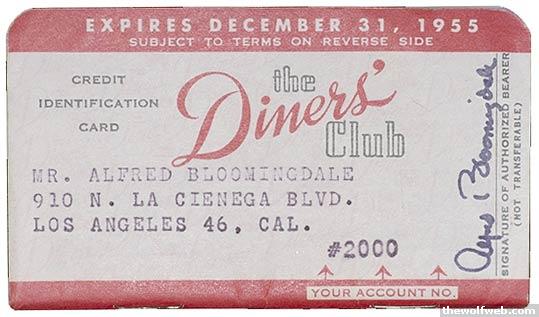 EXPIRES DECEMBER 31, 1955
SUBJECT TO TERMS ON REVERSE SIDE
CREDIT
IDENTIFICATION
CARD
the
Diners'
Club
MR. ALFRED BLOOMINGDALE
910 N. LA CIENEGA BLVD.
LOS ANGELES 46, CAL.
#2000
YOUR ACCOUNT NO.
Alfred Bloomingdale
SIGNATURE OF AUTHORIZED BEARER
(NOT TRANSFERABLE)
thewolfweb.com